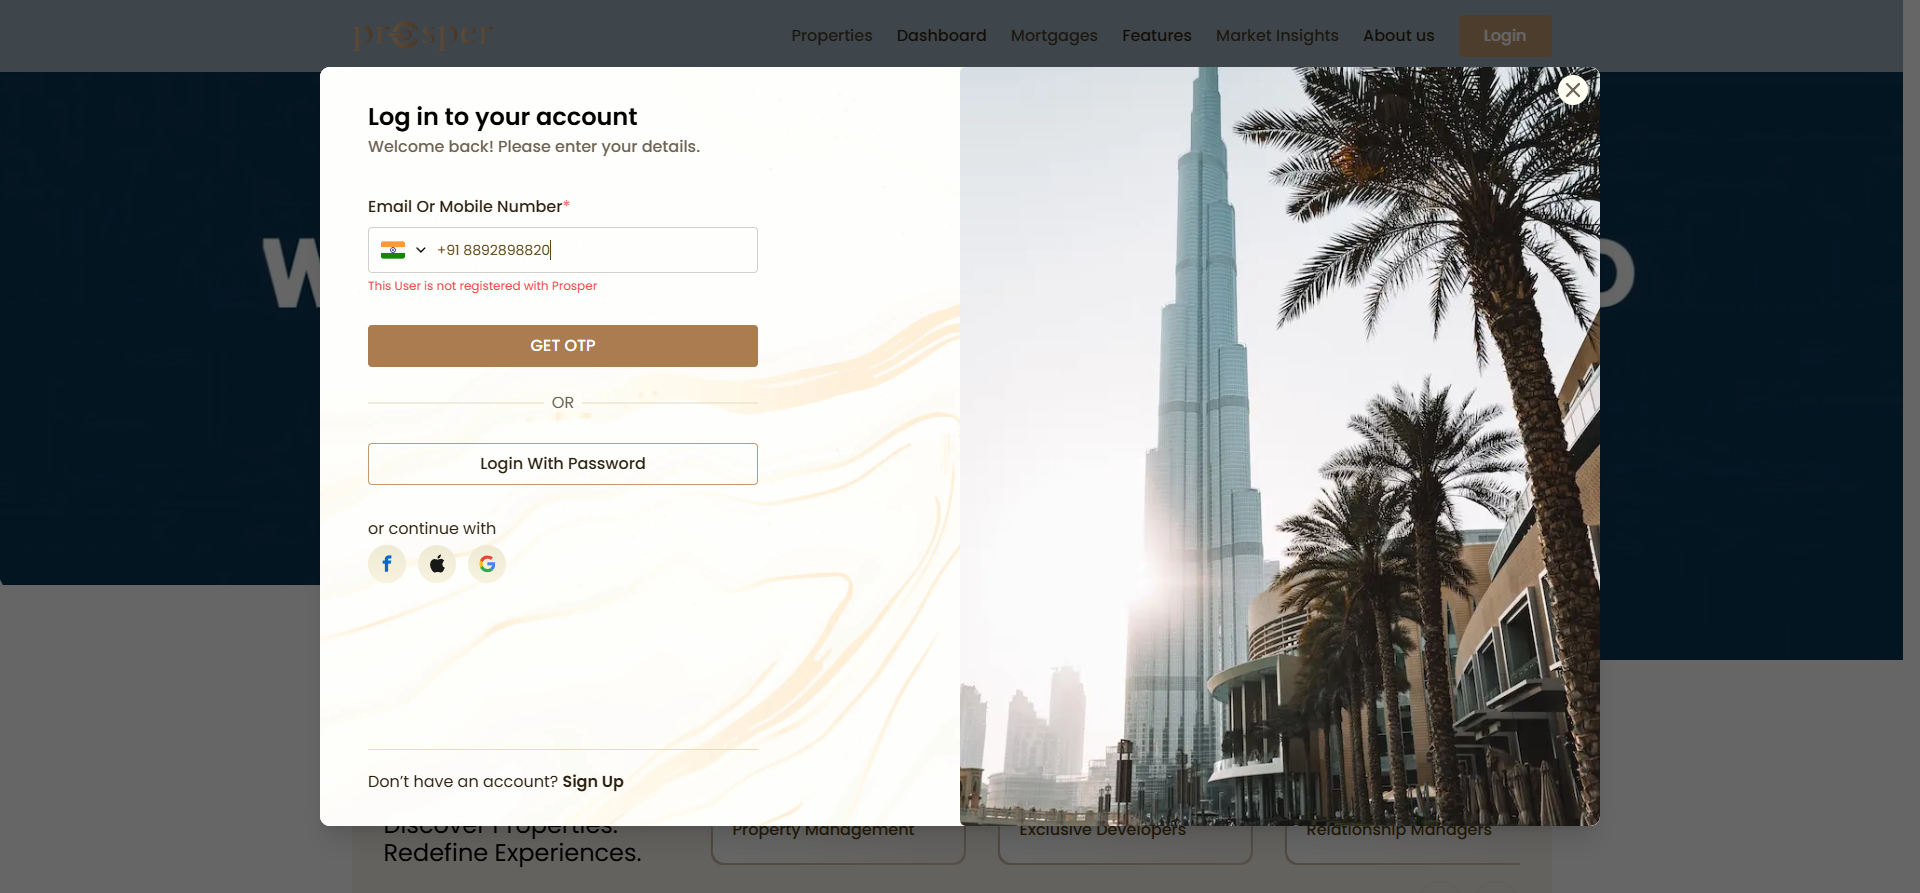 prosper
Properties Dashboard Mortgages Features Market Insights About us Login
W
O
Log in to your account
Welcome back! Please enter your details.
Email Or Mobile Number*
+91 8892898820
This User is not registered with Prosper
GET OTP
OR
Login With Password
or continue with
Don’t have an account? Sign Up
Discover Properties.
Redefine Experiences.
Property Management
Exclusive Developers
Relationship Managers